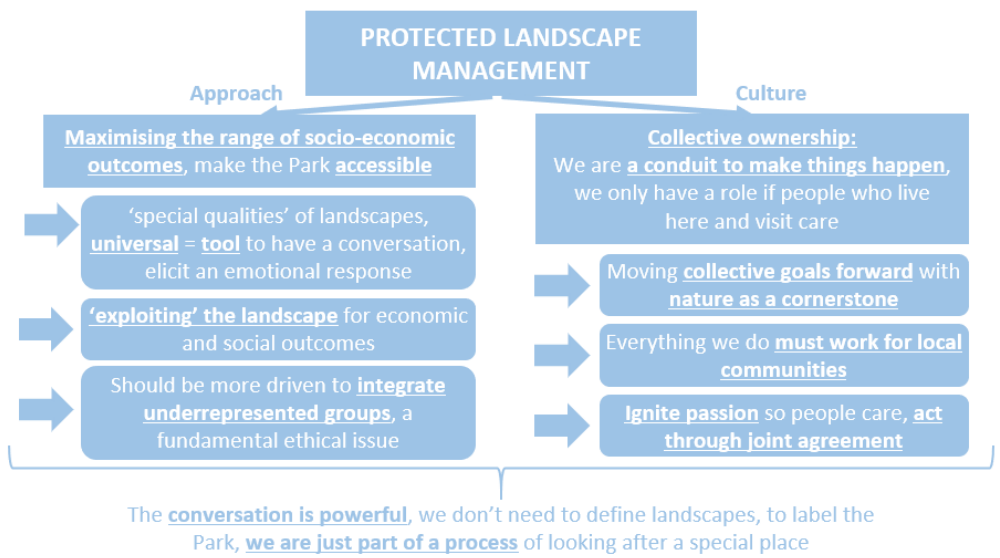 PROTECTED LANDSCAPE
MANAGEMENT
Approach
Maximising the range of socio-economic
outcomes, make the Park accessible
‘special qualities’ of landscapes,
universal = tool to have a conversation,
elicit an emotional response
‘exploiting’ the landscape for economic
and social outcomes
Should be more driven to integrate
underrepresented groups, a
fundamental ethical issue
Culture
Collective ownership:
We are a conduit to make things happen,
we only have a role if people who live
here and visit care
Moving collective goals forward with
nature as a cornerstone
Everything we do must work for local
communities
Ignite passion so people care, act
through joint agreement
The conversation is powerful, we don’t need to define landscapes, to label the
Park, we are just part of a process of looking after a special place